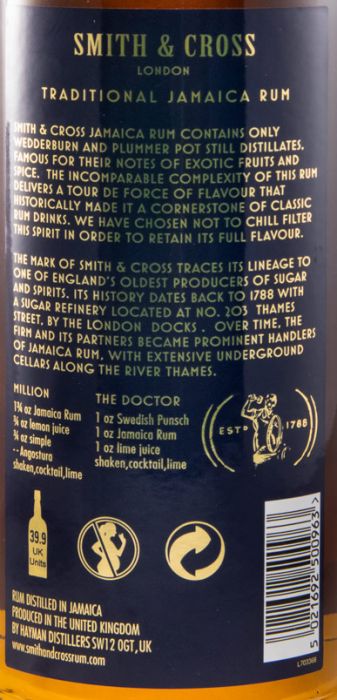 SMITH & CROSS
LONDON
TRADITIONAL JAMAICA RUM
SMITH & CROSS JAMAICA RUM CONTAINS ONLY
WEDDERBURN AND PLUMMER POT STILL DISTILLATES,
FAMOUS FOR THEIR NOTES OF EXOTIC FRUITS AND
SPICE. THE INCOMPARABLE COMPLEXITY OF THIS RUM
DELIVERS A TOUR DE FORCE OF FLAVOUR THAT
HISTORICALLY MADE IT A CORNERSTONE OF CLASSIC
RUM DRINKS. WE HAVE CHOSEN NOT TO CHILL FILTER
THIS SPIRIT IN ORDER TO RETAIN ITS FULL FLAVOUR.
THE MARK OF SMITH & CROSS TRACES ITS LINEAGE TO
ONE OF ENGLAND'S OLDEST PRODUCERS OF SUGAR
AND SPIRITS. ITS HISTORY DATES BACK TO 1788 WITH
A SUGAR REFINERY LOCATED AT NO. 203 THAMES
STREET, BY THE LONDON DOCKS . OVER TIME, THE
FIRM AND ITS PARTNERS BECAME PROMINENT HANDLERS
OF JAMAICA RUM, WITH EXTENSIVE UNDERGROUND
CELLARS ALONG THE RIVER THAMES.
MILLION
1¾ oz Jamaica Rum
¾ oz lemon juice
¾ oz simple
-- Angostura
shaken,cocktail,lime
THE DOCTOR
1 oz Swedish Punsch
1 oz Jamaica Rum
1 oz lime juice
shaken,cocktail,lime
ESTD 1788
39.9
UK
Units
RUM DISTILLED IN JAMAICA
PRODUCED IN THE UNITED KINGDOM
BY HAYMAN DISTILLERS SW12 0GT,UK
www.smithandcrossrum.com
5 021692 500963
L703368